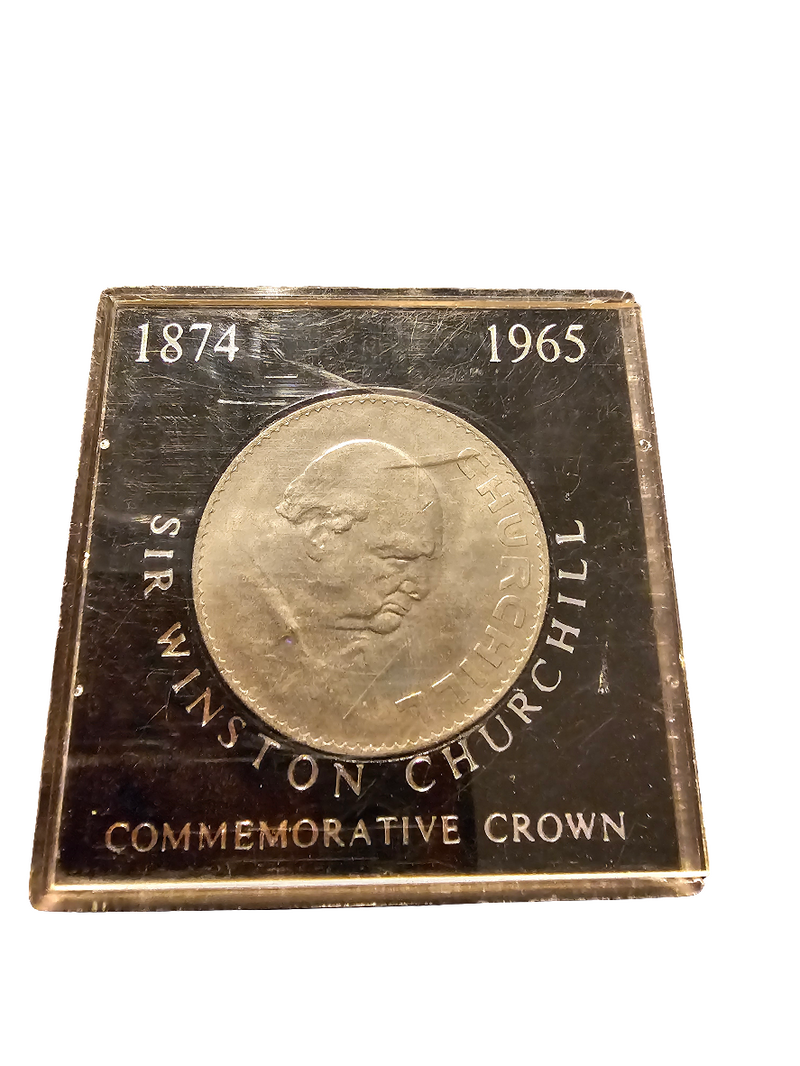 1874 1965
CHURCHILL
SIR WINSTON CHURCHILL
COMMEMORATIVE CROWN